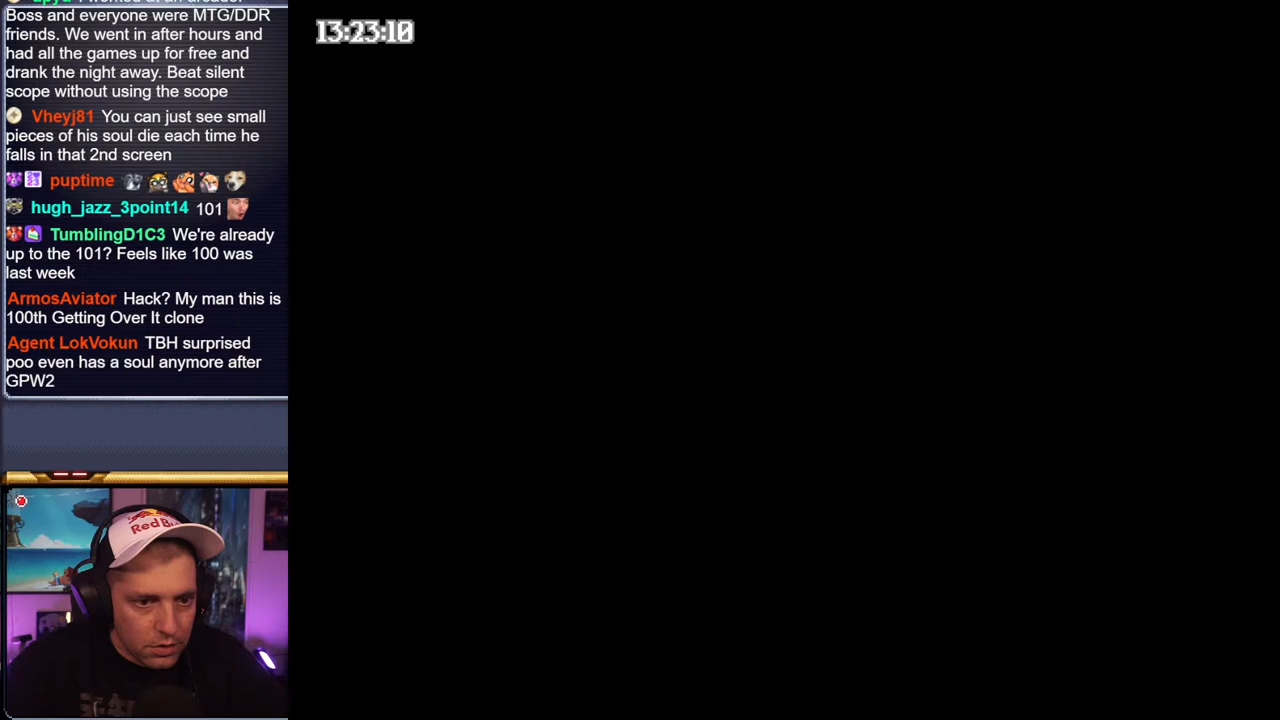 13:23:10
Boss and everyone were MTG/DDR
friends. We went in after hours and
had all the games up for free and
drank the night away. Beat silent
scope without using the scope
Vheyj81 You can just see small
pieces of his soul die each time he
falls in that 2nd screen
puptime
hugh_jazz_3point14 101
TumblingD1C3 We're already
up to the 101? Feels like 100 was
last week
ArmosAviator Hack? My man this is
100th Getting Over It clone
Agent LokVokun TBH surprised
poo even has a soul anymore after
GPW2
Red Bu